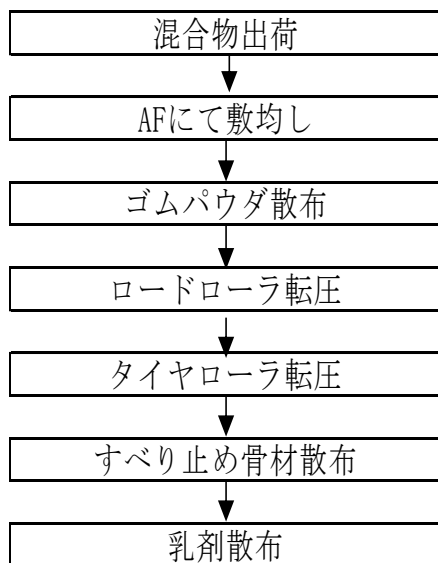 混合物出荷
AFにて敷均し
ゴムパウダ散布
ロードローラ転圧
タイヤローラ転圧
すべり止め骨材散布
乳剤散布